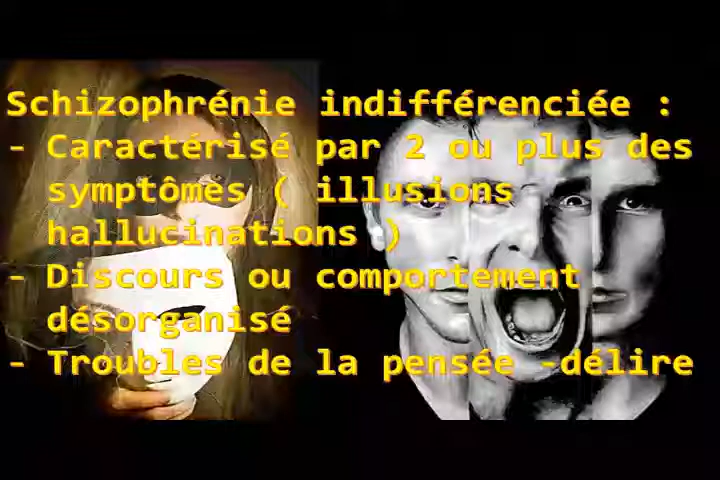 Schizophrénie indifférenciée :
- Caractérisé par 2 ou plus des
symptômes ( illusions
hallucinations )
- Discours ou comportement
désorganisé
- Troubles de la pensée -délire